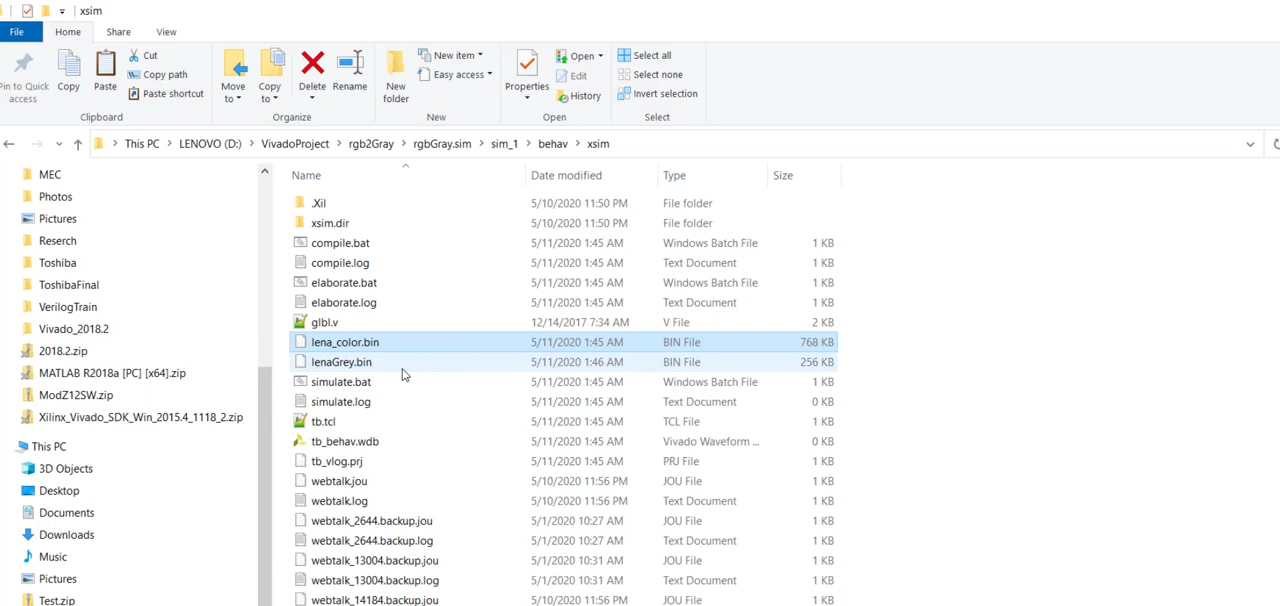 xsim
File Home Share View
Pin to Quick access
Copy
Paste
Cut
Copy path
Paste shortcut
Clipboard
Move to
Copy to
Delete
Rename
Organize
New folder
New item
Easy access
New
Properties
Open
Edit
History
Open
Select all
Select none
Invert selection
Select
This PC > LENOVO (D:) > VivadoProject > rgb2Gray > rgbGray.sim > sim_1 > behav > xsim
MEC
Photos
Pictures
Reserch
Toshiba
ToshibaFinal
VerilogTrain
Vivado_2018.2
2018.2.zip
MATLAB R2018a [PC] [x64].zip
ModZ12SW.zip
Xilinx_Vivado_SDK_Win_2015.4_1118_2.zip
This PC
3D Objects
Desktop
Documents
Downloads
Music
Pictures
Test.zip
Name Date modified Type Size
.Xil 5/10/2020 11:50 PM File folder
xsim.dir 5/10/2020 11:50 PM File folder
compile.bat 5/11/2020 1:45 AM Windows Batch File 1 KB
compile.log 5/11/2020 1:45 AM Text Document 1 KB
elaborate.bat 5/11/2020 1:45 AM Windows Batch File 1 KB
elaborate.log 5/11/2020 1:45 AM Text Document 1 KB
glbl.v 12/14/2017 7:34 AM V File 2 KB
lena_color.bin 5/11/2020 1:45 AM BIN File 768 KB
lenaGrey.bin 5/11/2020 1:46 AM BIN File 256 KB
simulate.bat 5/11/2020 1:45 AM Windows Batch File 1 KB
simulate.log 5/11/2020 1:45 AM Text Document 0 KB
tb.tcl 5/11/2020 1:45 AM TCL File 1 KB
tb_behav.wdb 5/11/2020 1:45 AM Vivado Waveform ... 0 KB
tb_vlog.prj 5/11/2020 1:45 AM PRJ File 1 KB
webtalk.jou 5/10/2020 11:56 PM JOU File 1 KB
webtalk.log 5/10/2020 11:56 PM Text Document 1 KB
webtalk_2644.backup.jou 5/1/2020 10:27 AM JOU File 1 KB
webtalk_2644.backup.log 5/1/2020 10:27 AM Text Document 1 KB
webtalk_13004.backup.jou 5/1/2020 10:31 AM JOU File 1 KB
webtalk_13004.backup.log 5/1/2020 10:31 AM Text Document 1 KB
webtalk_14184.backup.jou 5/10/2020 11:56 PM JOU File 1 KB